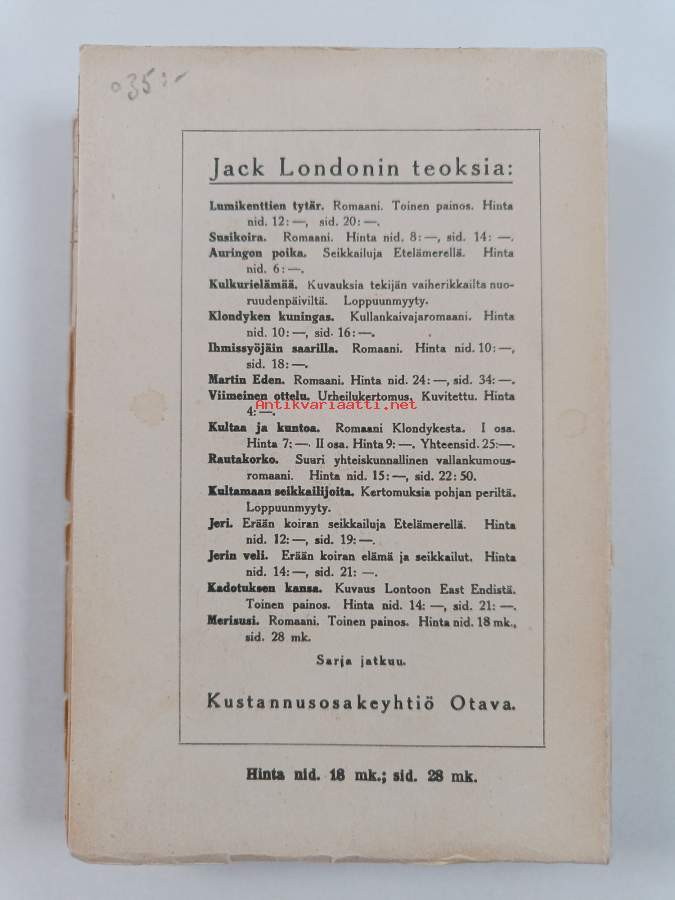 035:-
Jack Londonin teoksia:
Lumikenttien tytär. Romaani. Toinen painos. Hinta
nid. 12: —, sid. 20: —.
Susikoira. Romaani. Hinta nid. 8: —, sid. 14: —.
Auringon poika. Seikkailuja Etelämerellä. Hinta
nid. 6: —.
Kulkurielämää. Kuvauksia tekijän vaiherikkailta nuo-
ruudenpäiviltä. Loppuunmyyty.
Klondyken kuningas. Kullankaivajaromaani. Hinta
nid. 10: —, sid. 16: —.
Ihmissyöjäin saarilla. Romaani. Hinta nid. 10: —,
sid. 18: —.
Martin Eden. Romaani. Hinta nid. 24: —, sid. 34: —.
Viimeinen ottelu. Urheilukertomus. Kuvitettu. Hinta
4: —.
Antikvariaatti.net
Kultaa ja kuntoa. Romaani Klondykesta. I osa.
Hinta 7: —. II osa. Hinta 9: —. Yhteensid. 25: —.
Rautakorko. Suuri yhteiskunnallinen vallankumous-
romaani. Hinta nid. 15: —, sid. 22: 50.
Kultamaan seikkailijoita. Kertomuksia pohjan periltä.
Loppuunmyyty.
Jeri. Erään koiran seikkailuja Etelämerellä. Hinta
nid. 12: —, sid. 19: —.
Jerin veli. Erään koiran elämä ja seikkailut. Hinta
nid. 14: —, sid. 21: —.
Kadotuksen kansa. Kuvaus Lontoon East Endistä.
Toinen painos. Hinta nid. 14: —, sid. 21: —.
Merisusi. Romaani. Toinen painos. Hinta nid. 18 mk.,
sid. 28 mk.
Sarja jatkuu.
Kustannusosakeyhtiö Otava.
Hinta nid. 18 mk.; sid. 28 mk.